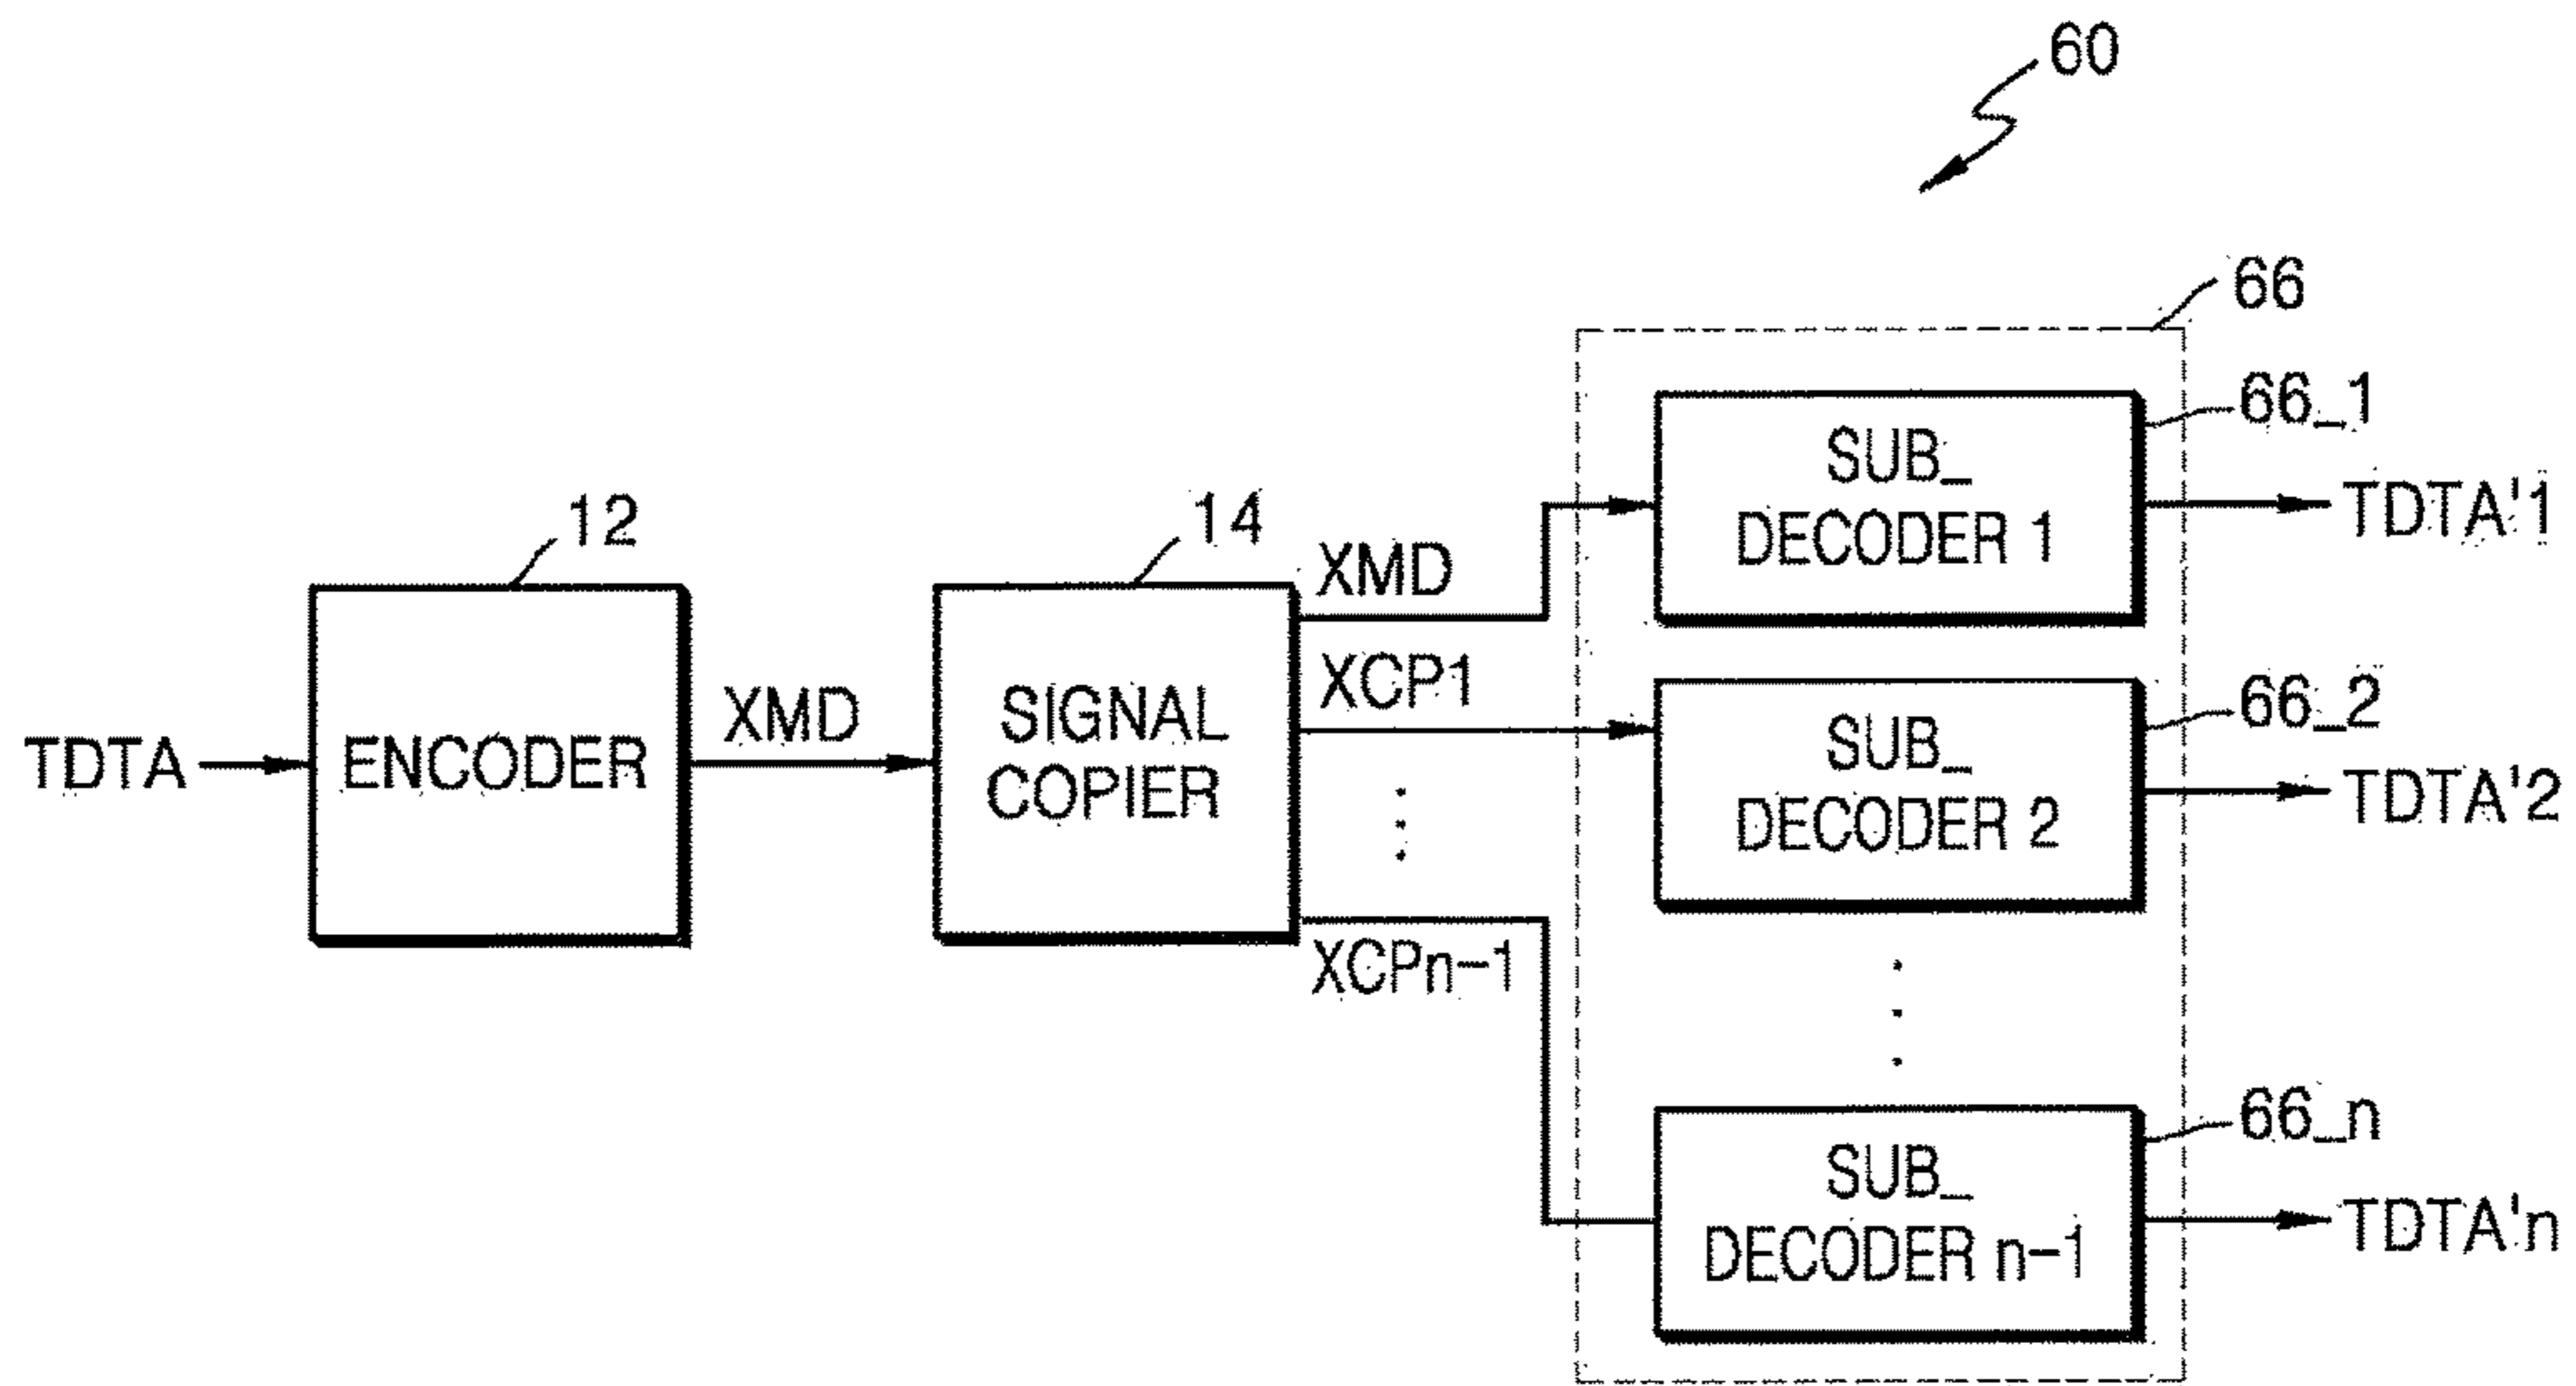 60
66
66_1
SUB_
DECODER 1
TDTA'1
12
14
XMD
XCP1
66_2
SUB_
DECODER 2
TDTA'2
TDTA
ENCODER
XMD
SIGNAL
COPIER
XCPn-1
66_n
SUB_
DECODER n-1
TDTA'n